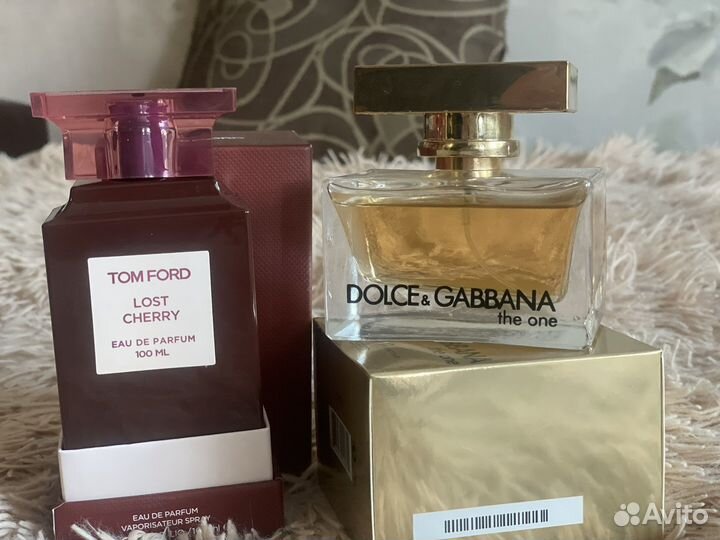 TOM FORD
LOST
CHERRY
EAU DE PARFUM
100 ML
EAU DE PARFUM
VAPORISATEUR SPRAY
DOLCE & GABBANA
the one
Avito